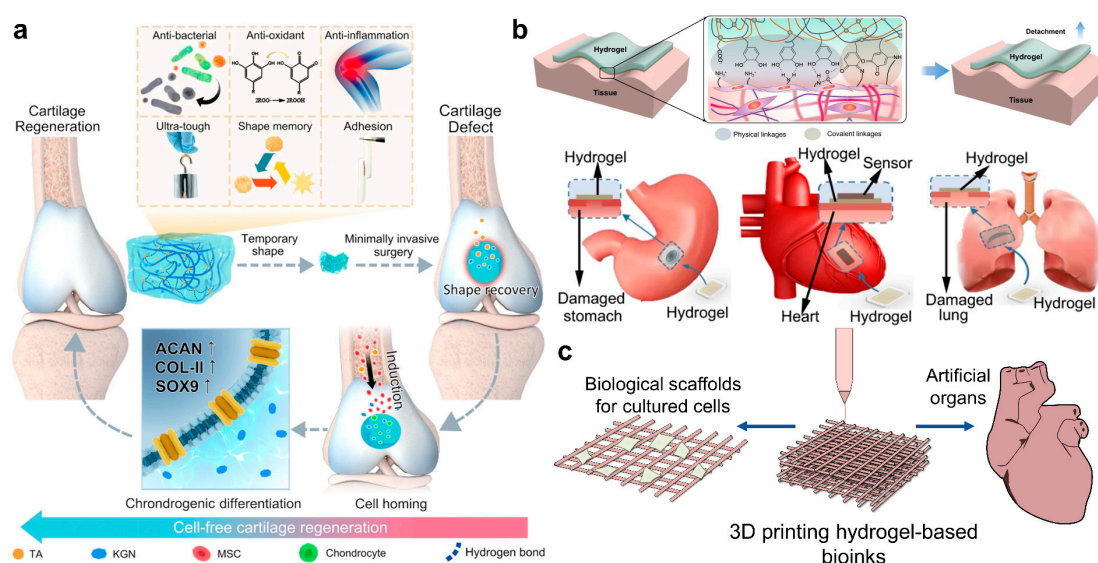 a
Anti-bacterial
Anti-oxidant
Anti-inflammation
2ROO·→2ROOH
Ultra-tough
Shape memory
Adhesion
Cartilage
Regeneration
Cartilage
Defect
Temporary
shape
Minimally invasive
surgery
Shape recovery
ACAN ↑
COL-II ↑
SOX9 ↑
Induction
Chrondrogenic differentiation
Cell homing
Cell-free cartilage regeneration
TA
KGN
MSC
Chondrocyte
Hydrogen bond
b
Hydrogel
Tissue
Physical linkages
Covalent linkages
Detachment
Hydrogel
Tissue
Hydrogel
Damaged
stomach
Hydrogel
Hydrogel
Sensor
Heart
Hydrogel
Hydrogel
Damaged
lung
Hydrogel
c
Biological scaffolds
for cultured cells
Artificial
organs
3D printing hydrogel-based
bioinks